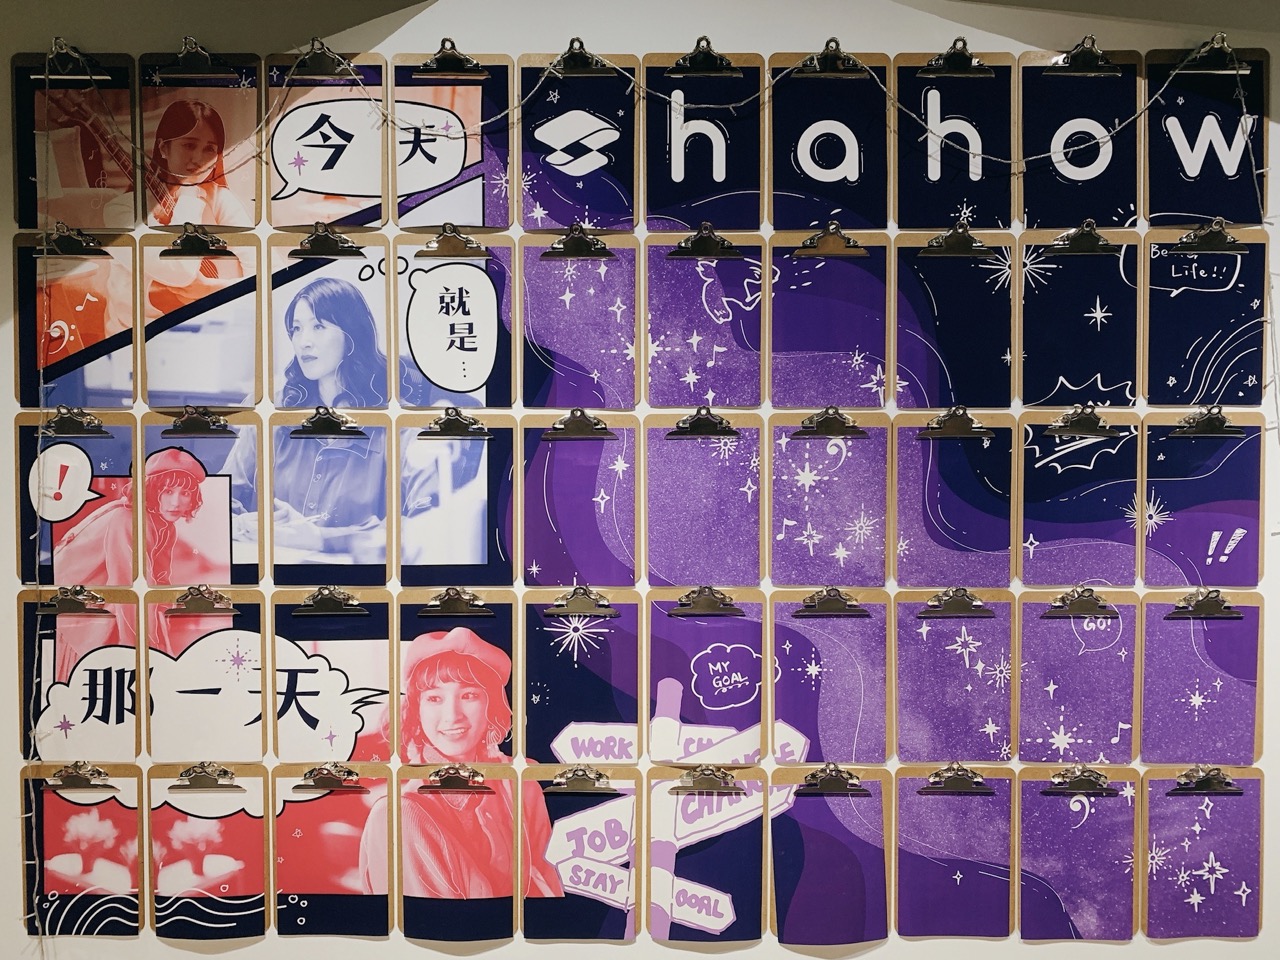 今天
hahow
就
是
…
Be
Life!!
!
!!
GO!
那一天
MY
GOAL
WORK
CHANGE
JOB
STAY
GOAL